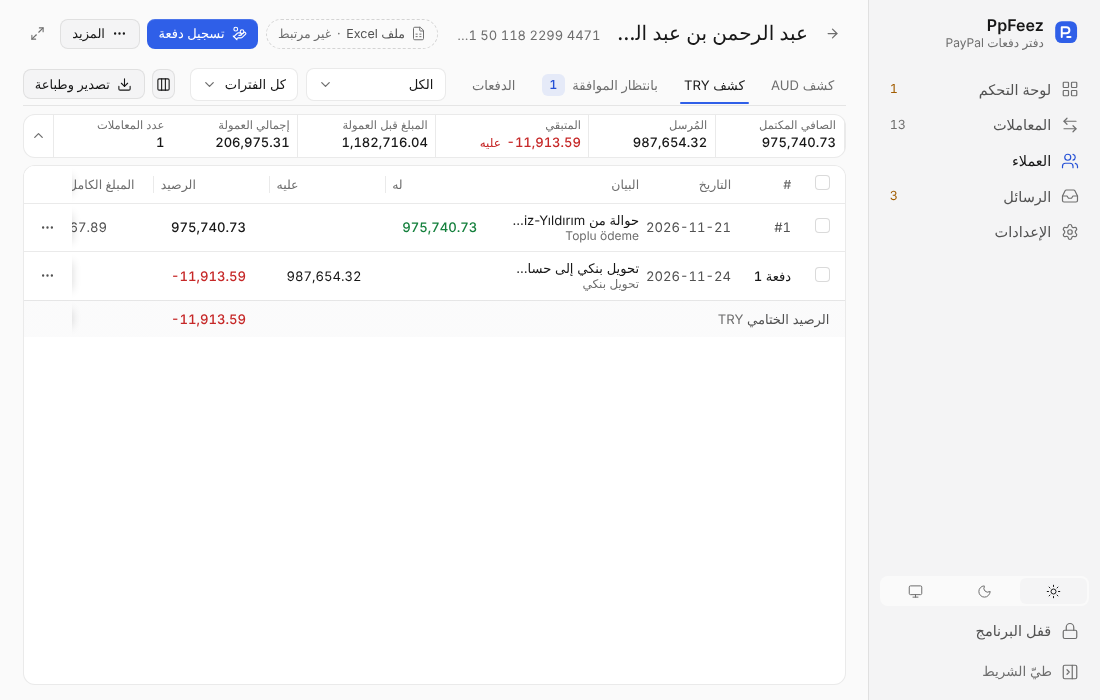 PpFeez
دفتر دفعات PayPal
لوحة التحكم 1
المعاملات 13
العملاء
الرسائل 3
الإعدادات
قفل البرنامج
طيّ الشريط
عبد الرحمن بن عبد الـ...
...1 50 118 2299 4471
ملف Excel · غير مرتبط
تسجيل دفعة
المزيد
كشف AUD
كشف TRY
بانتظار الموافقة 1
الدفعات
الكل
كل الفترات
تصدير وطباعة
الصافي المكتمل
975,740.73
المُرسل
987,654.32
المتبقي
-11,913.59 عليه
المبلغ قبل العمولة
1,182,716.04
إجمالي العمولة
206,975.31
عدد المعاملات
1
# التاريخ البيان له عليه الرصيد المبلغ الكامل
#1 2026-11-21 حوالة من iz-Yıldırım... 975,740.73 975,740.73 67.89
Toplu ödeme
دفعة 1 2026-11-24 تحويل بنكي إلى حسا... 987,654.32 -11,913.59
تحويل بنكي
الرصيد الختامي TRY -11,913.59